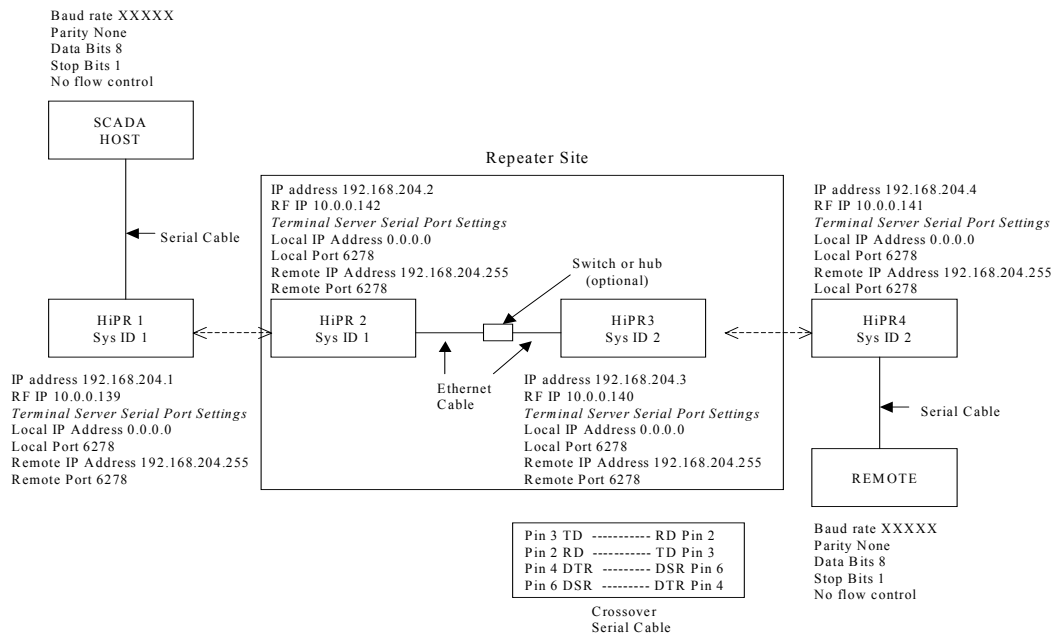 Baud rate XXXXX
Parity None
Data Bits 8
Stop Bits 1
No flow control
SCADA
HOST
Serial Cable
HiPR 1
Sys ID 1
IP address 192.168.204.1
RF IP 10.0.0.139
Terminal Server Serial Port Settings
Local IP Address 0.0.0.0
Local Port 6278
Remote IP Address 192.168.204.255
Remote Port 6278
Repeater Site
IP address 192.168.204.2
RF IP 10.0.0.142
Terminal Server Serial Port Settings
Local IP Address 0.0.0.0
Local Port 6278
Remote IP Address 192.168.204.255
Remote Port 6278
HiPR 2
Sys ID 1
Switch or hub
(optional)
Ethernet
Cable
HiPR3
Sys ID 2
IP address 192.168.204.3
RF IP 10.0.0.140
Terminal Server Serial Port Settings
Local IP Address 0.0.0.0
Local Port 6278
Remote IP Address 192.168.204.255
Remote Port 6278
IP address 192.168.204.4
RF IP 10.0.0.141
Terminal Server Serial Port Settings
Local IP Address 0.0.0.0
Local Port 6278
Remote IP Address 192.168.204.255
Local Port 6278
HiPR4
Sys ID 2
Serial Cable
REMOTE
Baud rate XXXXX
Parity None
Data Bits 8
Stop Bits 1
No flow control
Pin 3 TD ----------- RD Pin 2
Pin 2 RD ----------- TD Pin 3
Pin 4 DTR --------- DSR Pin 6
Pin 6 DSR --------- DTR Pin 4
Crossover
Serial Cable